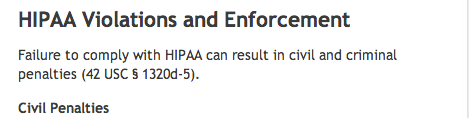 HIPAA Violations and Enforcement
Failure to comply with HIPAA can result in civil and criminal
penalties (42 USC § 1320d-5).
Civil Penalties